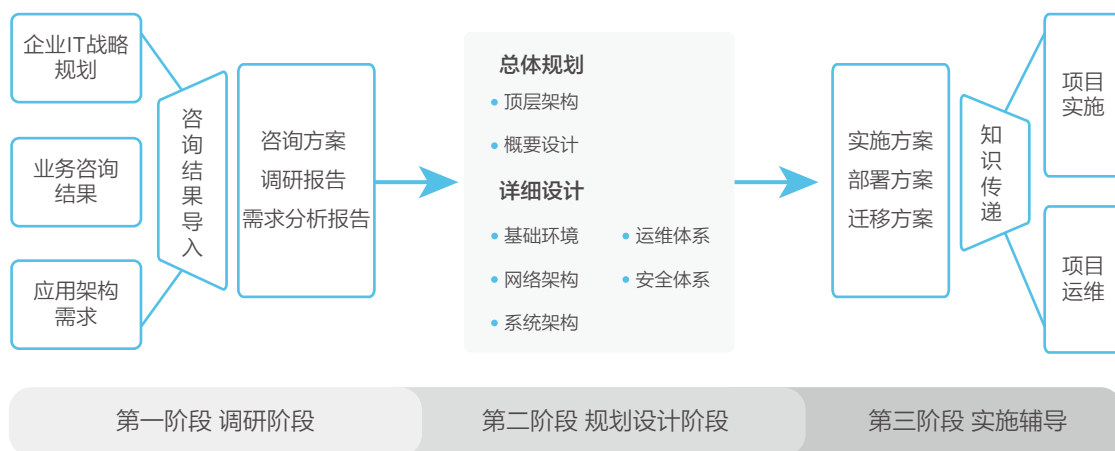 企业IT战略
规划
业务咨询
结果
应用架构
需求
咨询结果导入
咨询方案
调研报告
需求分析报告
总体规划
• 顶层架构
• 概要设计
详细设计
• 基础环境
• 运维体系
• 网络架构
• 安全体系
• 系统架构
实施方案
部署方案
迁移方案
知识传递
项目
实施
项目
运维
第一阶段 调研阶段
第二阶段 规划设计阶段
第三阶段 实施辅导